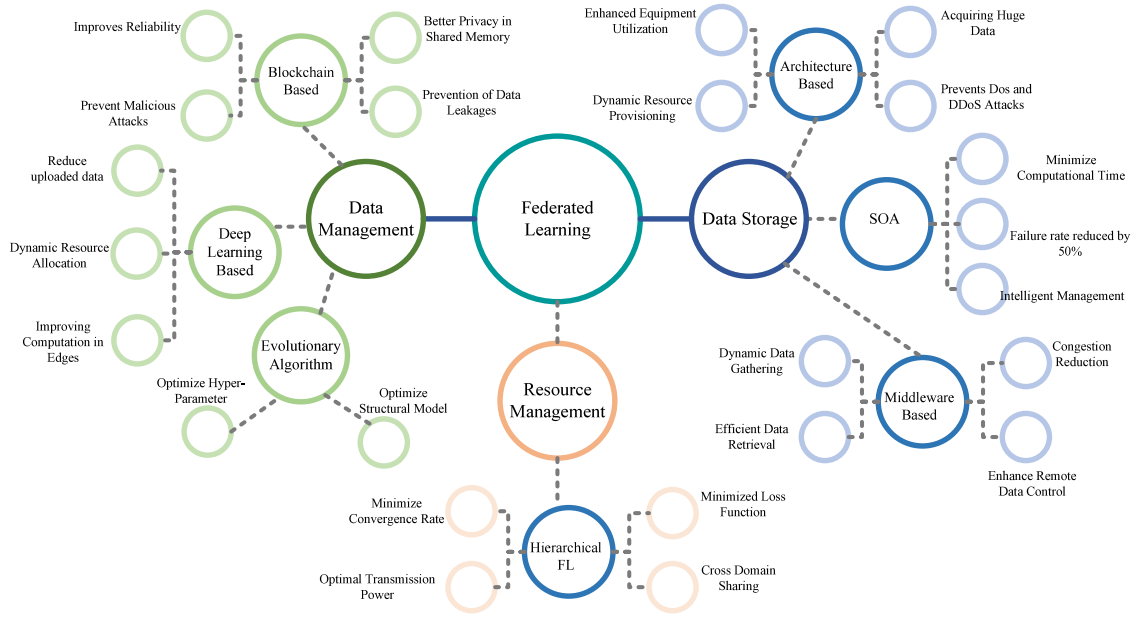 Improves Reliability
Better Privacy in
Shared Memory
Blockchain
Based
Prevent Malicious
Attacks
Prevention of Data
Leakages
Enhanced Equipment
Utilization
Acquiring Huge
Data
Architecture
Based
Dynamic Resource
Provisioning
Prevents Dos and
DDoS Attacks
Reduce
uploaded data
Data
Management
Federated
Learning
Data Storage
SOA
Minimize
Computational Time
Failure rate reduced by
50%
Intelligent Management
Deep
Learning
Based
Dynamic Resource
Allocation
Improving
Computation in
Edges
Evolutionary
Algorithm
Optimize Hyper-
Parameter
Optimize
Structural Model
Resource
Management
Dynamic Data
Gathering
Congestion
Reduction
Middleware
Based
Efficient Data
Retrieval
Enhance Remote
Data Control
Minimize
Convergence Rate
Minimized Loss
Function
Hierarchical
FL
Optimal Transmission
Power
Cross Domain
Sharing